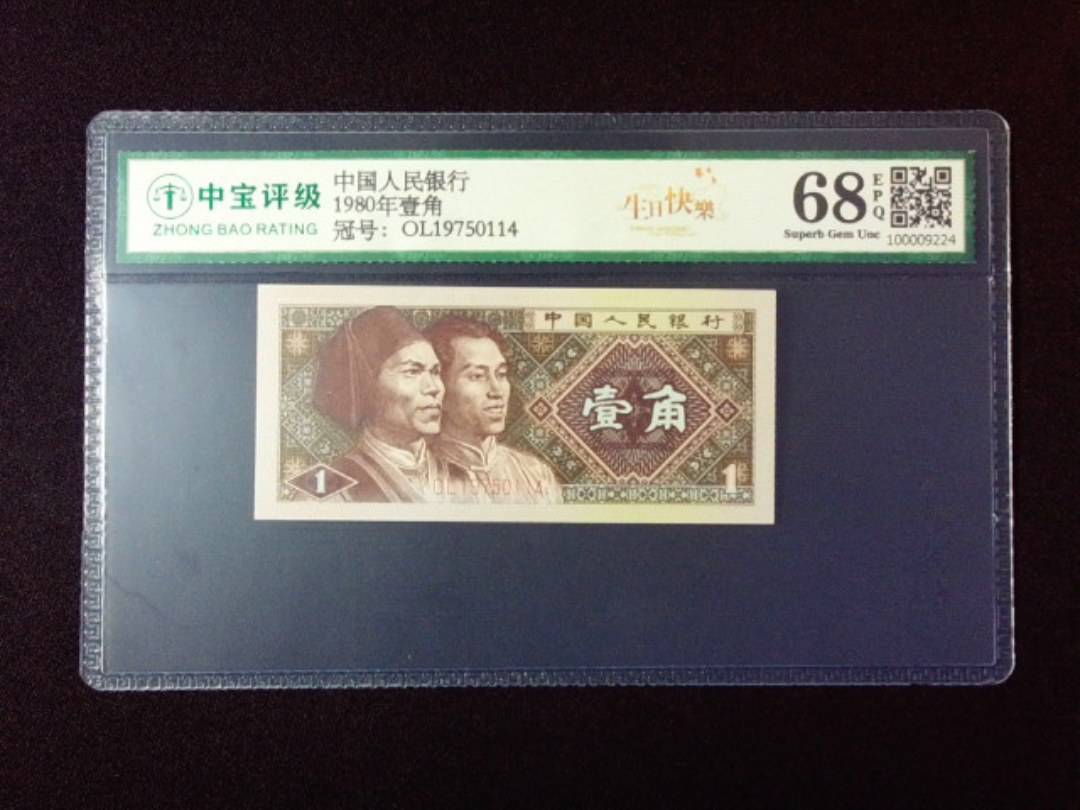 中宝评级
ZHONG BAO RATING
中国人民银行
1980年壹角
冠号: OL19750114
生日快樂
68
EPQ
Superb Gem Unc
100009224
中国人民银行
壹角
1
OL19750114
1